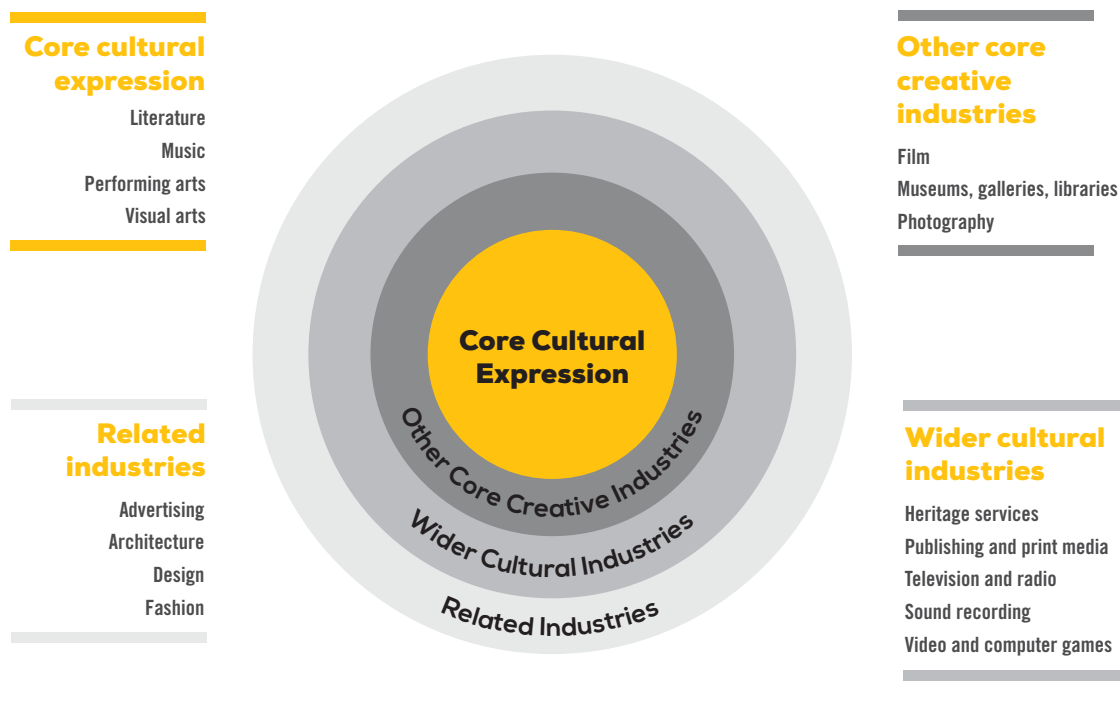 Core cultural
expression
Literature
Music
Performing arts
Visual arts
Other core
creative
industries
Film
Museums, galleries, libraries
Photography
Core Cultural
Expression
Other Core Creative Industries
Wider Cultural Industries
Related Industries
Related
industries
Advertising
Architecture
Design
Fashion
Wider cultural
industries
Heritage services
Publishing and print media
Television and radio
Sound recording
Video and computer games